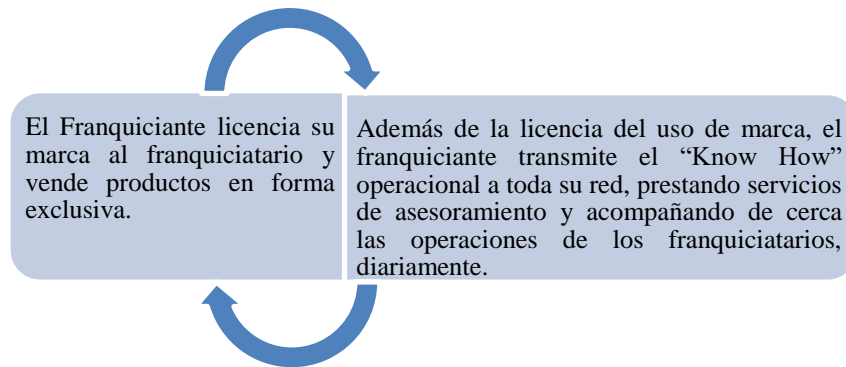 El Franquiciante licencia su
marca al franquiciatario y
vende productos en forma
exclusiva.
Además de la licencia del uso de marca, el
franquiciante transmite el “Know How”
operacional a toda su red, prestando servicios
de asesoramiento y acompañando de cerca
las operaciones de los franquiciatarios,
diariamente.